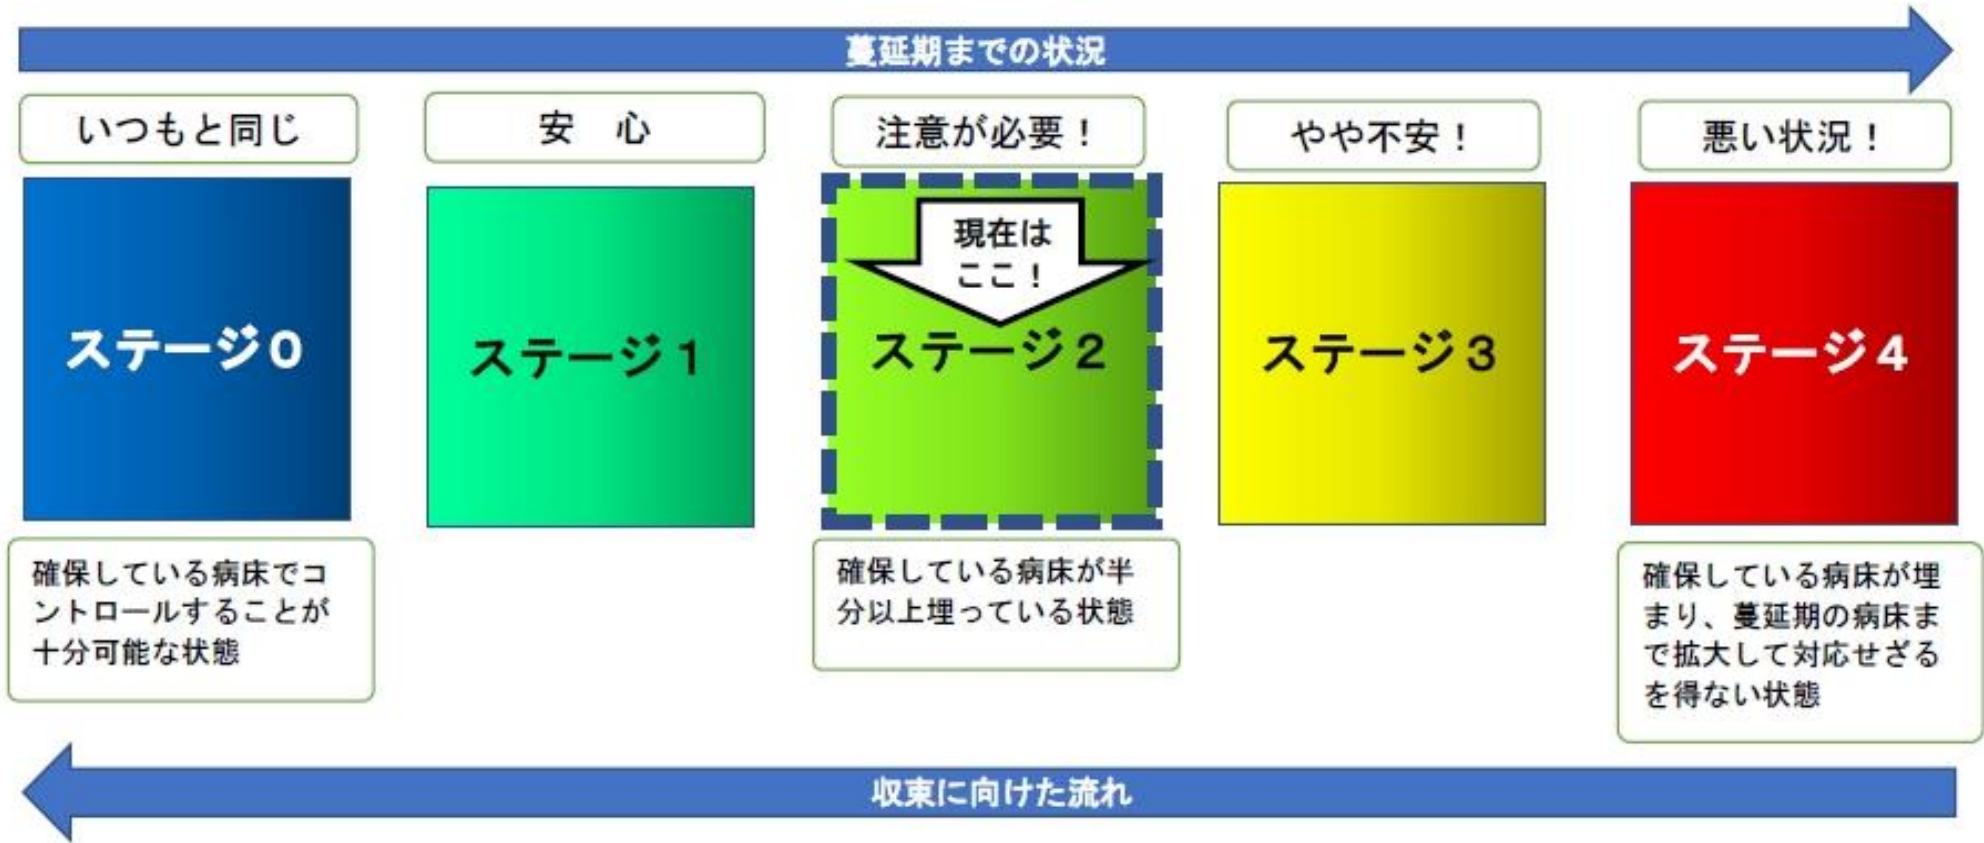 蔓延期までの状況
いつもと同じ
安　心
注意が必要！
やや不安！
悪い状況！
現在は
ここ！
ステージ０
ステージ１
ステージ２
ステージ３
ステージ４
確保している病床でコ
ントロールすることが
十分可能な状態
確保している病床が半
分以上埋っている状態
確保している病床が埋
まり、蔓延期の病床ま
で拡大して対応せざる
を得ない状態
収束に向けた流れ